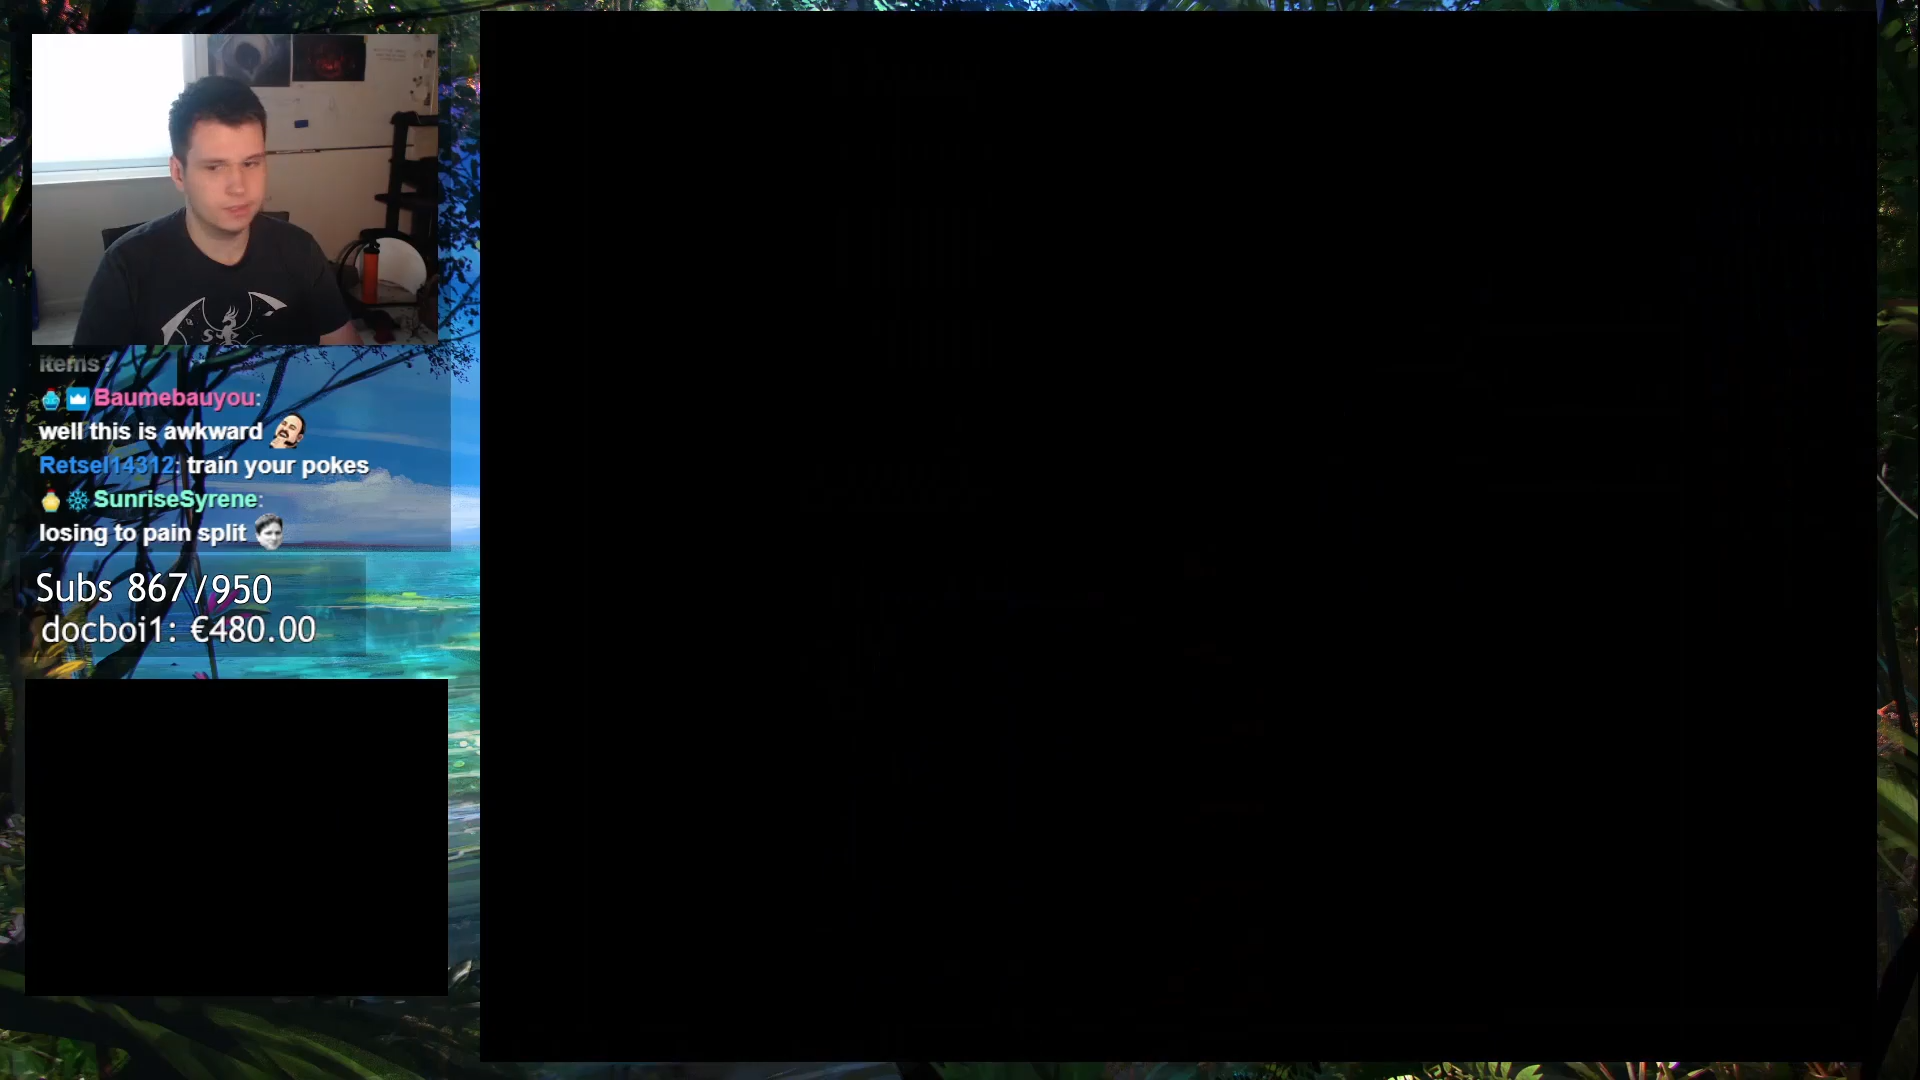 items?
Baumebauyou:
well this is awkward
Retsel14312: train your pokes
SunriseSyrene:
losing to pain split
Subs 867/950
docboi1: €480.00